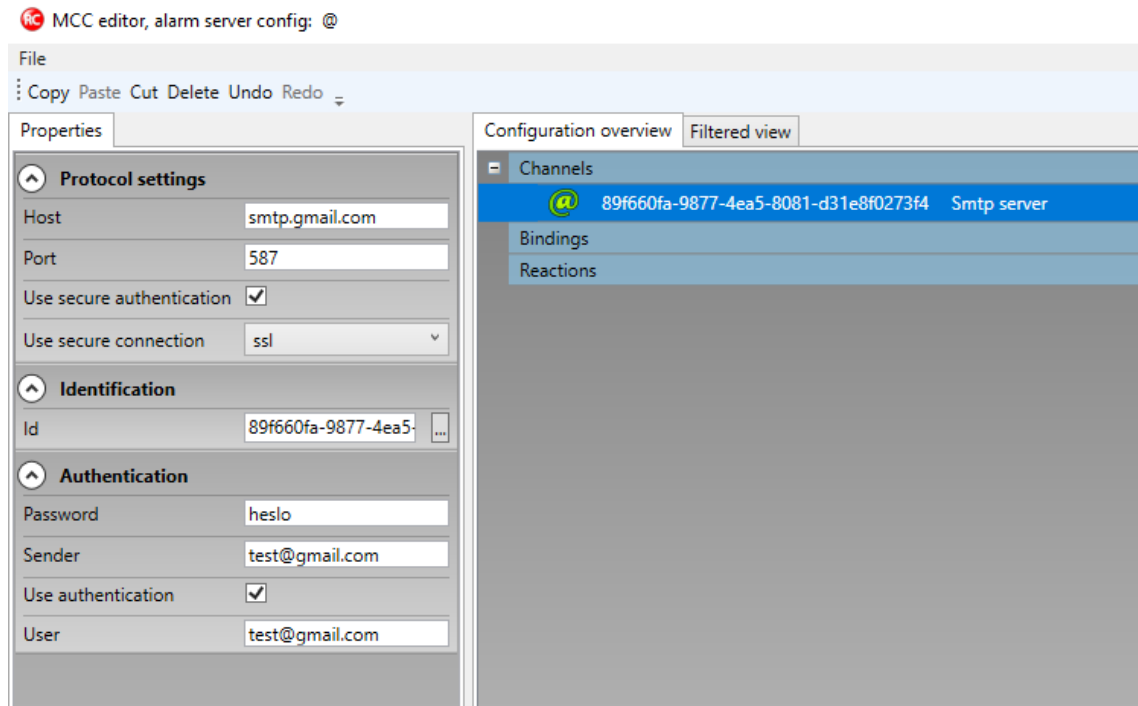 RC MCC editor, alarm server config: @
File
Copy Paste Cut Delete Undo Redo
Properties
Protocol settings
Host smtp.gmail.com
Port 587
Use secure authentication
Use secure connection ssl
Identification
Id 89f660fa-9877-4ea5- ...
Authentication
Password heslo
Sender test@gmail.com
Use authentication
User test@gmail.com
Configuration overview Filtered view
Channels
@ 89f660fa-9877-4ea5-8081-d31e8f0273f4 Smtp server
Bindings
Reactions